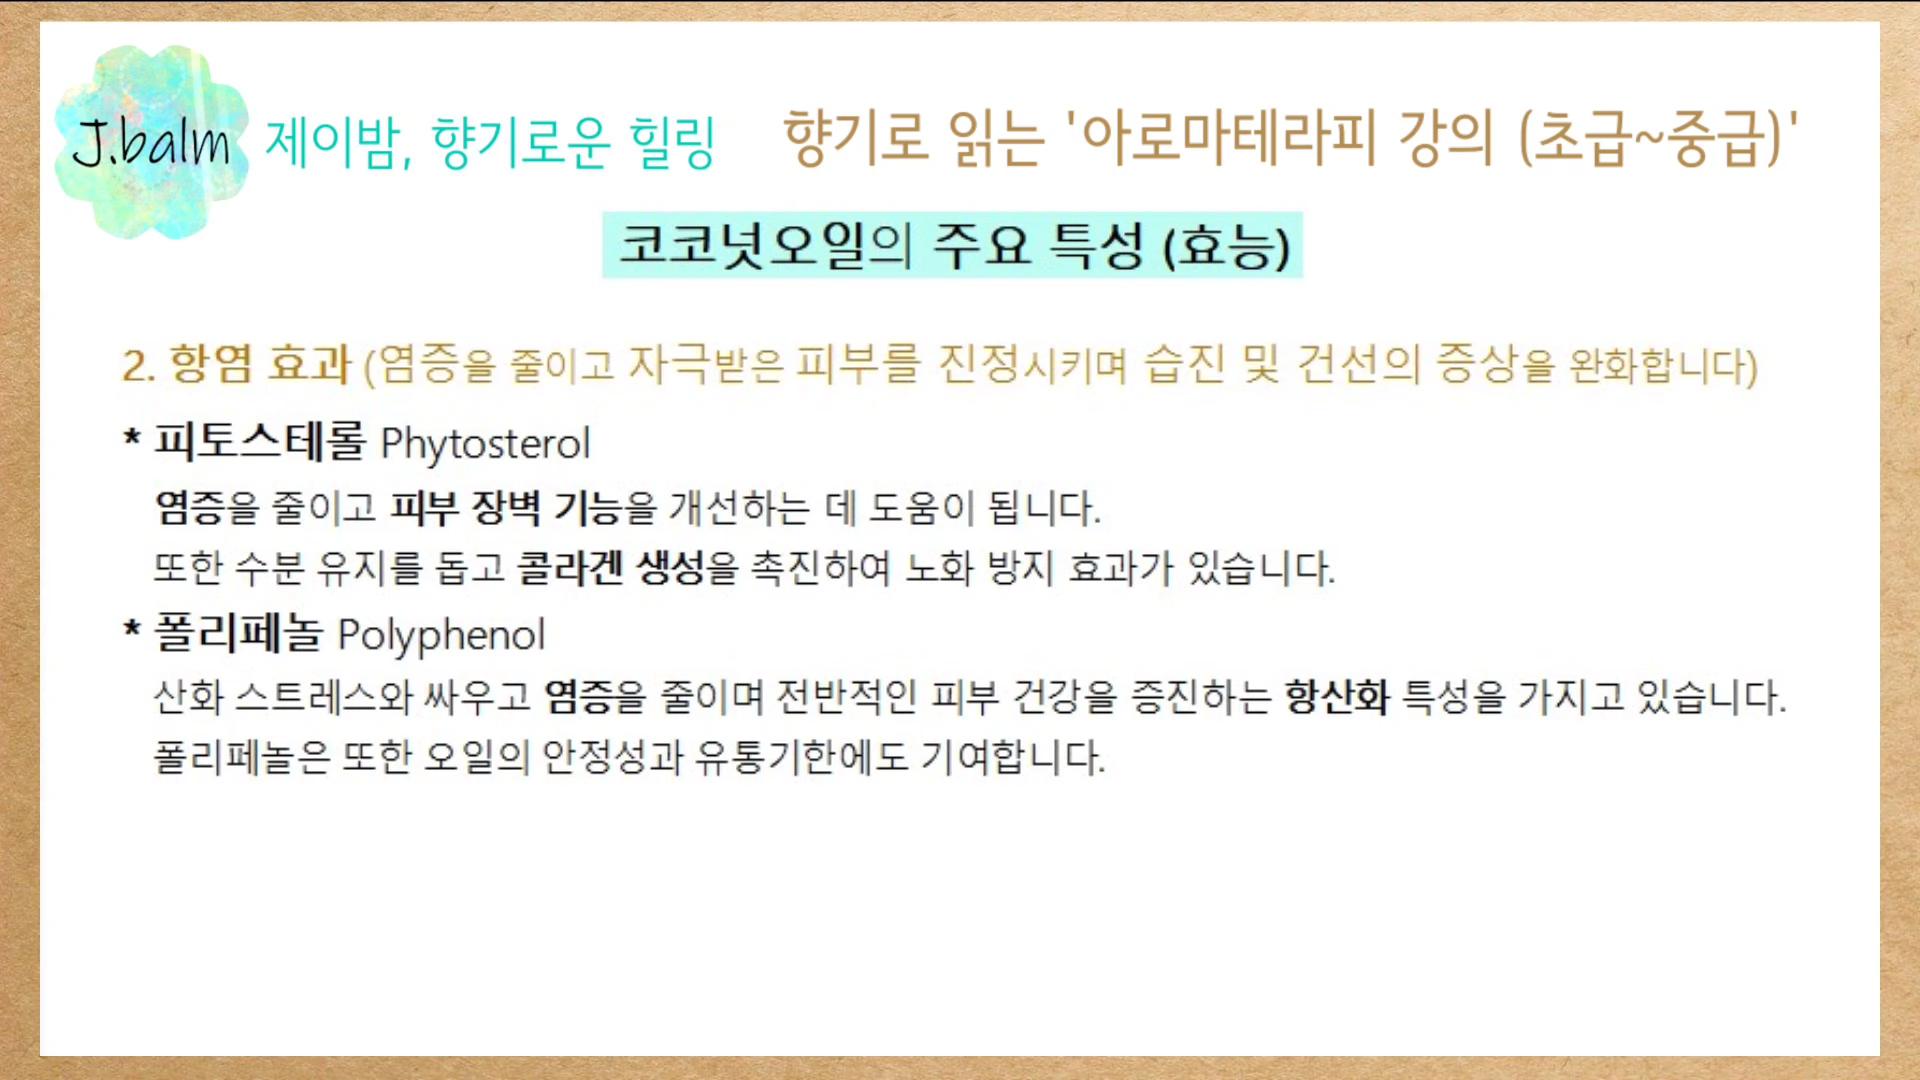 J.balm 제이밤, 향기로운 힐링 향기로 읽는 '아로마테라피 강의 (초급~중급)'
코코넛오일의 주요 특성 (효능)
2. 항염 효과 (염증을 줄이고 자극받은 피부를 진정시키며 습진 및 건선의 증상을 완화합니다)
* 피토스테롤 Phytosterol
염증을 줄이고 피부 장벽 기능을 개선하는 데 도움이 됩니다.
또한 수분 유지를 돕고 콜라겐 생성을 촉진하여 노화 방지 효과가 있습니다.
* 폴리페놀 Polyphenol
산화 스트레스와 싸우고 염증을 줄이며 전반적인 피부 건강을 증진하는 항산화 특성을 가지고 있습니다.
폴리페놀은 또한 오일의 안정성과 유통기한에도 기여합니다.